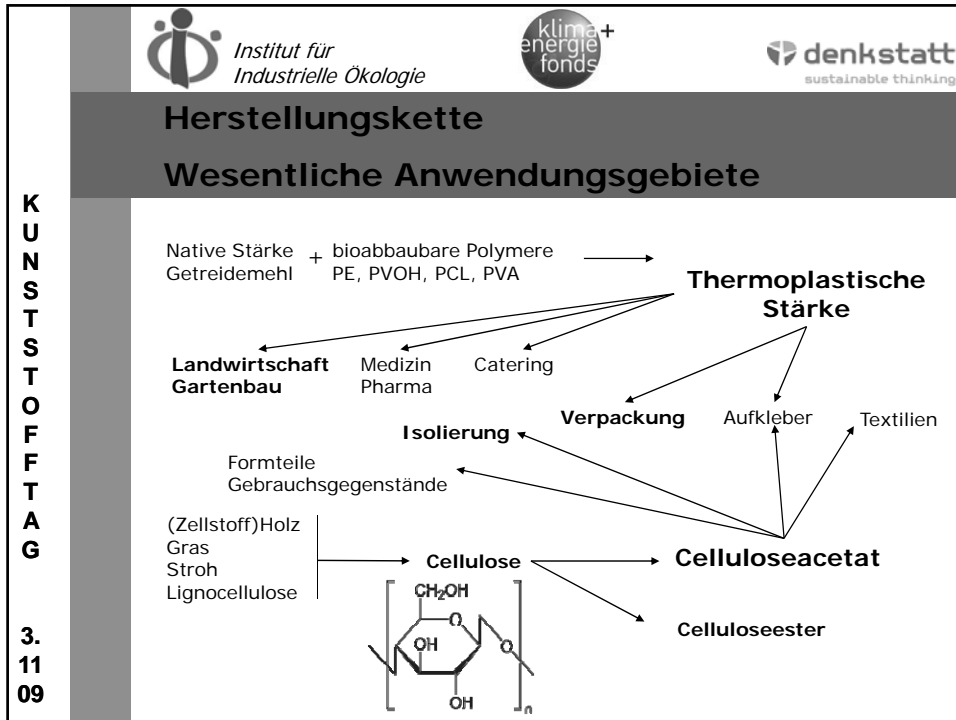 Institut für
Industrielle Ökologie
klima+
energie
fonds
denkstatt
sustainable thinking
Herstellungskette
Wesentliche Anwendungsgebiete
KUNSTSTOFFTAG
3.
11
09
Native Stärke + bioabbaubare Polymere
Getreidemehl PE, PVOH, PCL, PVA
Thermoplastische
Stärke
Landwirtschaft Medizin Catering
Gartenbau Pharma
Verpackung Aufkleber Textilien
Isolierung
Formteile
Gebrauchsgegenstände
(Zellstoff)Holz
Gras
Stroh
Lignocellulose
Cellulose
Celluloseacetat
Celluloseester
CH2OH
O
OH
O
OH
n